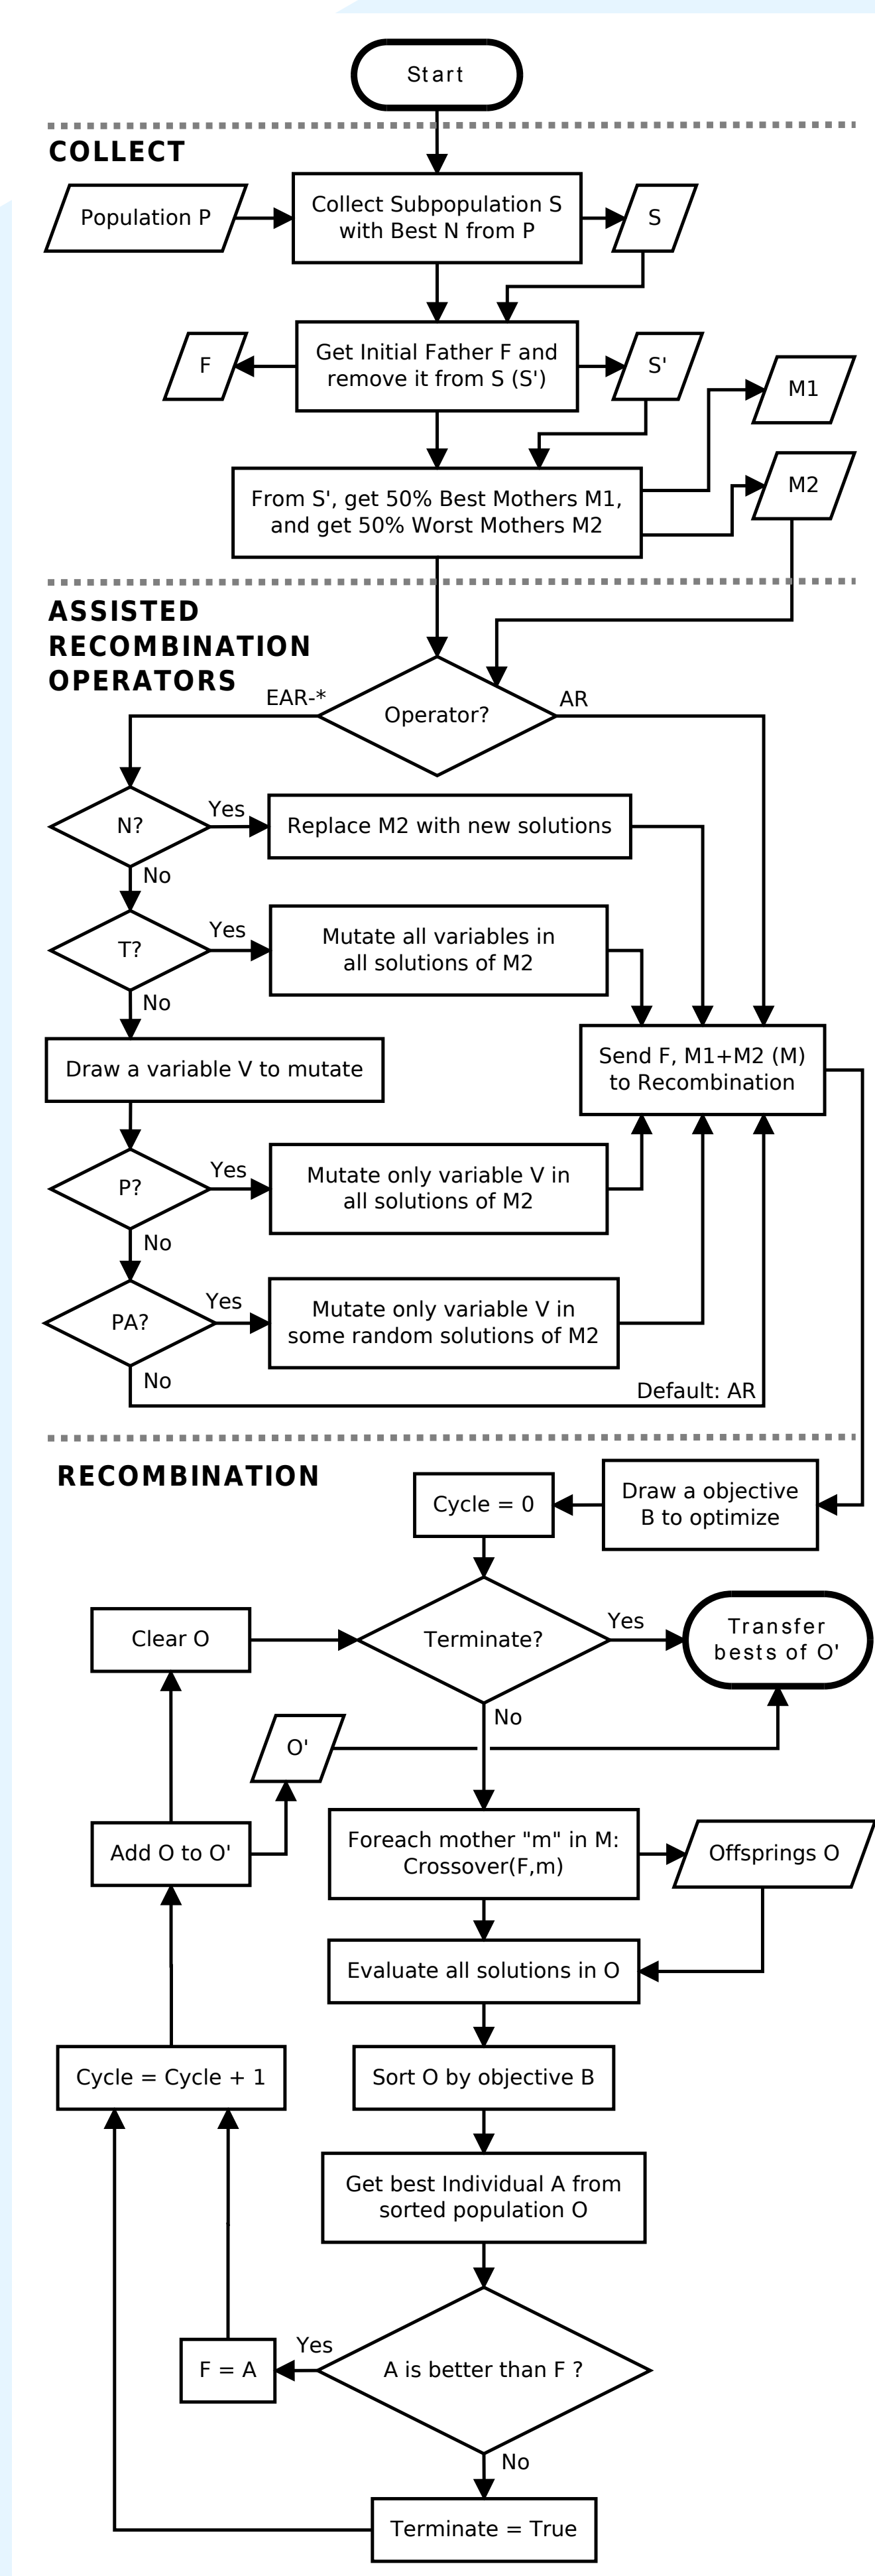 Start
COLLECT
Population P
Collect Subpopulation S
with Best N from P
S
F
Get Initial Father F and
remove it from S (S')
S'
M1
M2
From S', get 50% Best Mothers M1,
and get 50% Worst Mothers M2
ASSISTED
RECOMBINATION
OPERATORS
EAR-*
Operator?
AR
N?
Yes
Replace M2 with new solutions
No
T?
Yes
Mutate all variables in
all solutions of M2
No
Draw a variable V to mutate
Send F, M1+M2 (M)
to Recombination
P?
Yes
Mutate only variable V in
all solutions of M2
No
PA?
Yes
Mutate only variable V in
some random solutions of M2
No
Default: AR
RECOMBINATION
Cycle = 0
Draw a objective
B to optimize
Clear O
Terminate?
Yes
Transfer
bests of O'
No
O'
Add O to O'
Foreach mother "m" in M:
Crossover(F,m)
Offsprings O
Evaluate all solutions in O
Cycle = Cycle + 1
Sort O by objective B
Get best Individual A from
sorted population O
F = A
Yes
A is better than F ?
No
Terminate = True